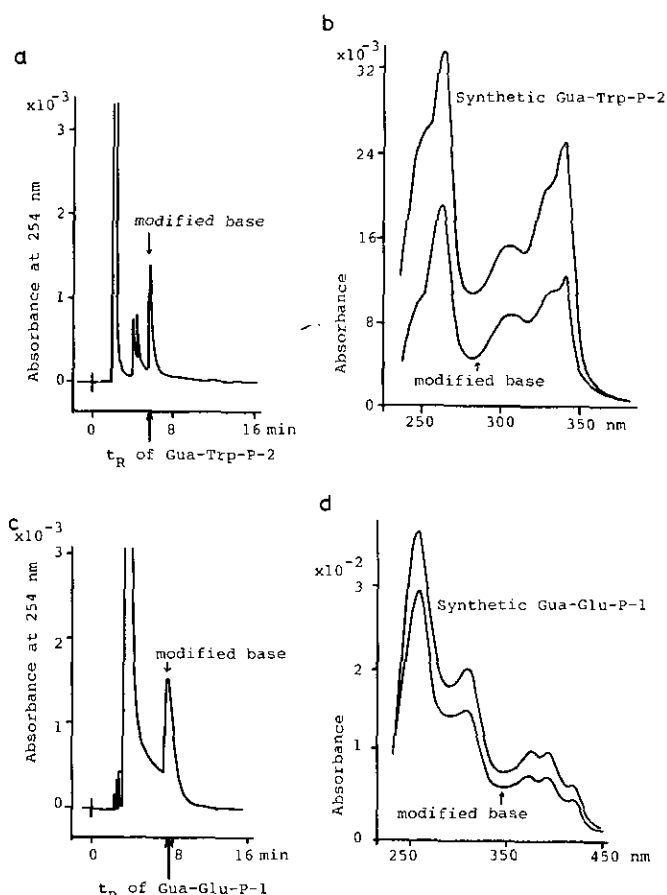 a
x10-3
3
2
1
0
Absorbance at 254 nm
modified base
0 8 16 min
tR of Gua-Trp-P-2
b
x10-3
32
24
16
8
0
Absorbance
Synthetic Gua-Trp-P-2
modified base
250 300 350 nm
c
x10-3
3
2
1
0
Absorbance at 254 nm
modified base
0 8 16 min
tR of Gua-Glu-P-1
d
x10-2
3
2
1
0
Absorbance
Synthetic Gua-Glu-P-1
modified base
250 350 450 nm